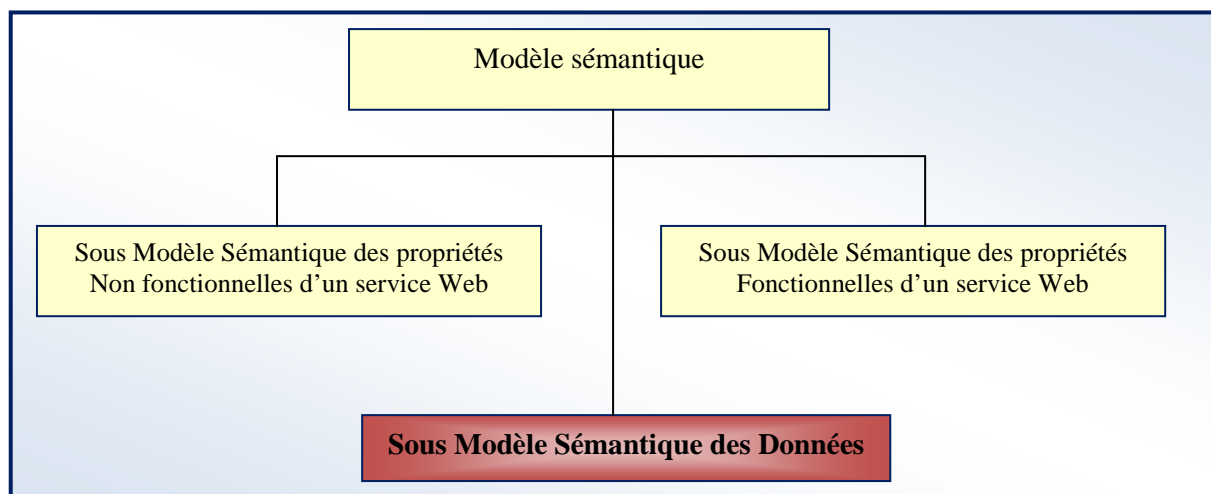 Modèle sémantique
Sous Modèle Sémantique des propriétés
Non fonctionnelles d’un service Web
Sous Modèle Sémantique des propriétés
Fonctionnelles d’un service Web
Sous Modèle Sémantique des Données